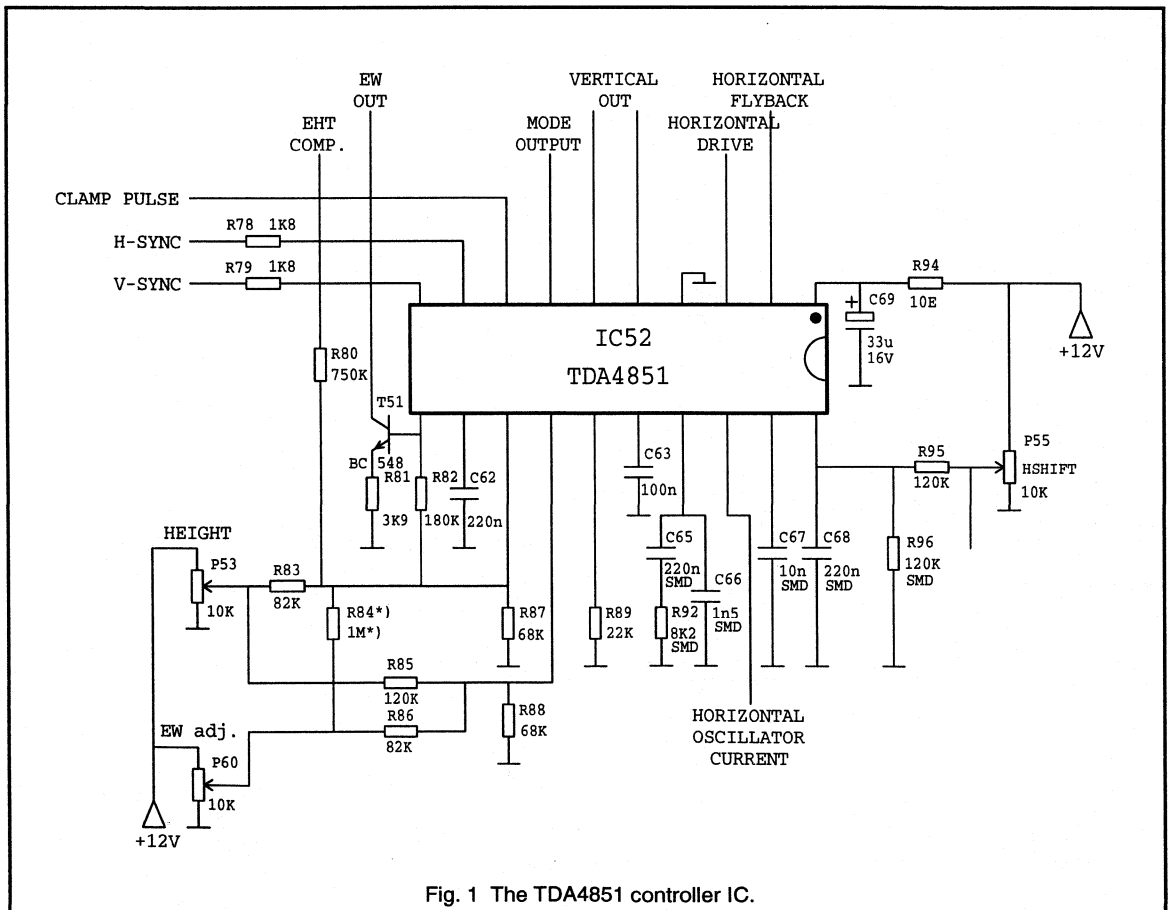 EW
OUT
VERTICAL
OUT
HORIZONTAL
FLYBACK
EHT
COMP.
MODE
OUTPUT
HORIZONTAL
DRIVE
CLAMP PULSE
R78 1K8
H-SYNC
R79 1K8
V-SYNC
R94
10E
+
C69
33u
16V
+12V
IC52
TDA4851
R80
750K
T51
BC 548
R81
3K9
R82
180K
C62
220n
C63
100n
R95
120K
P55
HSHIFT
10K
HEIGHT
P53
10K
R83
82K
R84*)
1M*)
R87
68K
R89
22K
C65
220n
SMD
R92
8K2
SMD
C66
1n5
SMD
C67
10n
SMD
C68
220n
SMD
R96
120K
SMD
R85
120K
R86
82K
R88
68K
EW adj.
P60
10K
+12V
HORIZONTAL
OSCILLATOR
CURRENT
Fig. 1 The TDA4851 controller IC.